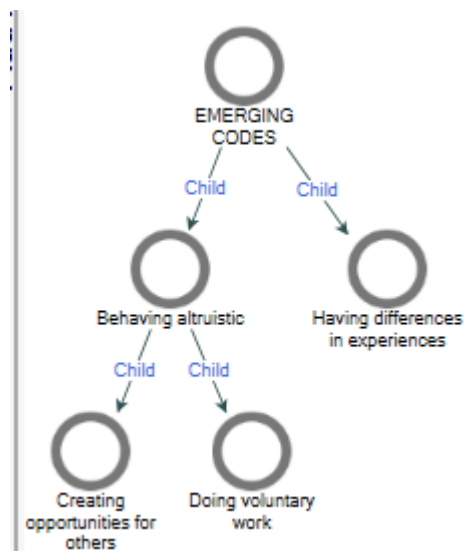 EMERGING
CODES
Child
Child
Behaving altruistic
Having differences
in experiences
Child
Child
Creating
opportunities for
others
Doing voluntary
work